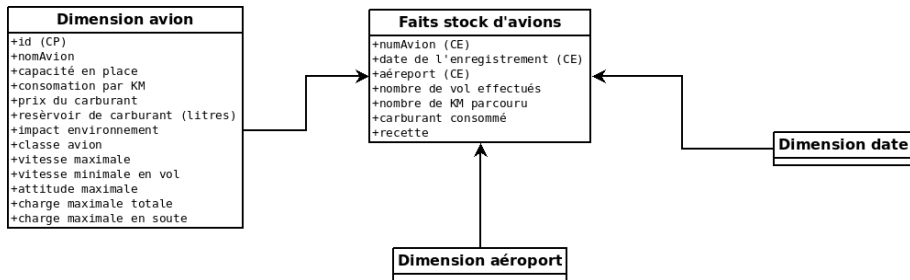 Dimension avion
+id (CP)
+nomAvion
+capacité en place
+consomation par KM
+prix du carburant
+resèrvoir de carburant (litres)
+impact environnement
+classe avion
+vitesse maximale
+vitesse minimale en vol
+attitude maximale
+charge maximale totale
+charge maximale en soute
Faits stock d'avions
+numAvion (CE)
+date de l'enregistrement (CE)
+aéreport (CE)
+nombre de vol effectués
+nombre de KM parcouru
+carburant consommé
+recette
Dimension date
Dimension aéroport